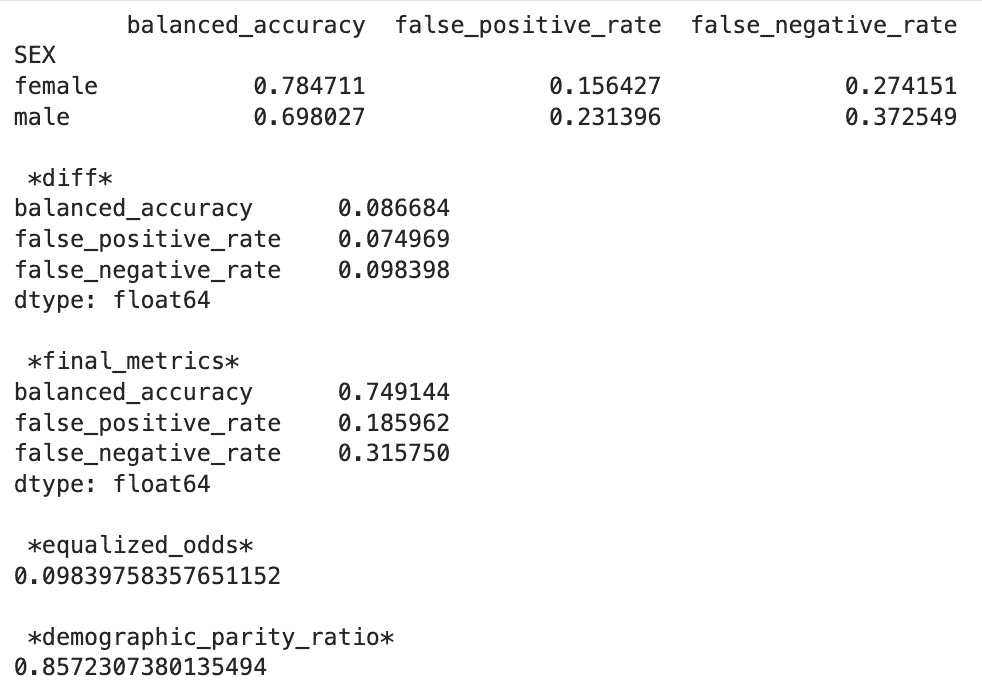 balanced_accuracy false_positive_rate false_negative_rate
SEX
female 0.784711 0.156427 0.274151
male 0.698027 0.231396 0.372549
*diff*
balanced_accuracy 0.086684
false_positive_rate 0.074969
false_negative_rate 0.098398
dtype: float64
*final_metrics*
balanced_accuracy 0.749144
false_positive_rate 0.185962
false_negative_rate 0.315750
dtype: float64
*equalized_odds*
0.09839758357651152
*demographic_parity_ratio*
0.8572307380135494